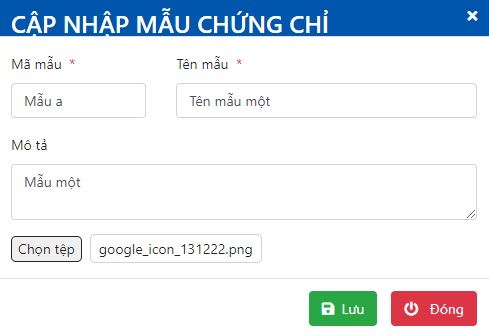 CẬP NHẬP MẪU CHỨNG CHỈ ×
Mã mẫu * Tên mẫu *
Mẫu a Tên mẫu một
Mô tả
Mẫu một
Chọn tệp google_icon_131222.png
Lưu Đóng